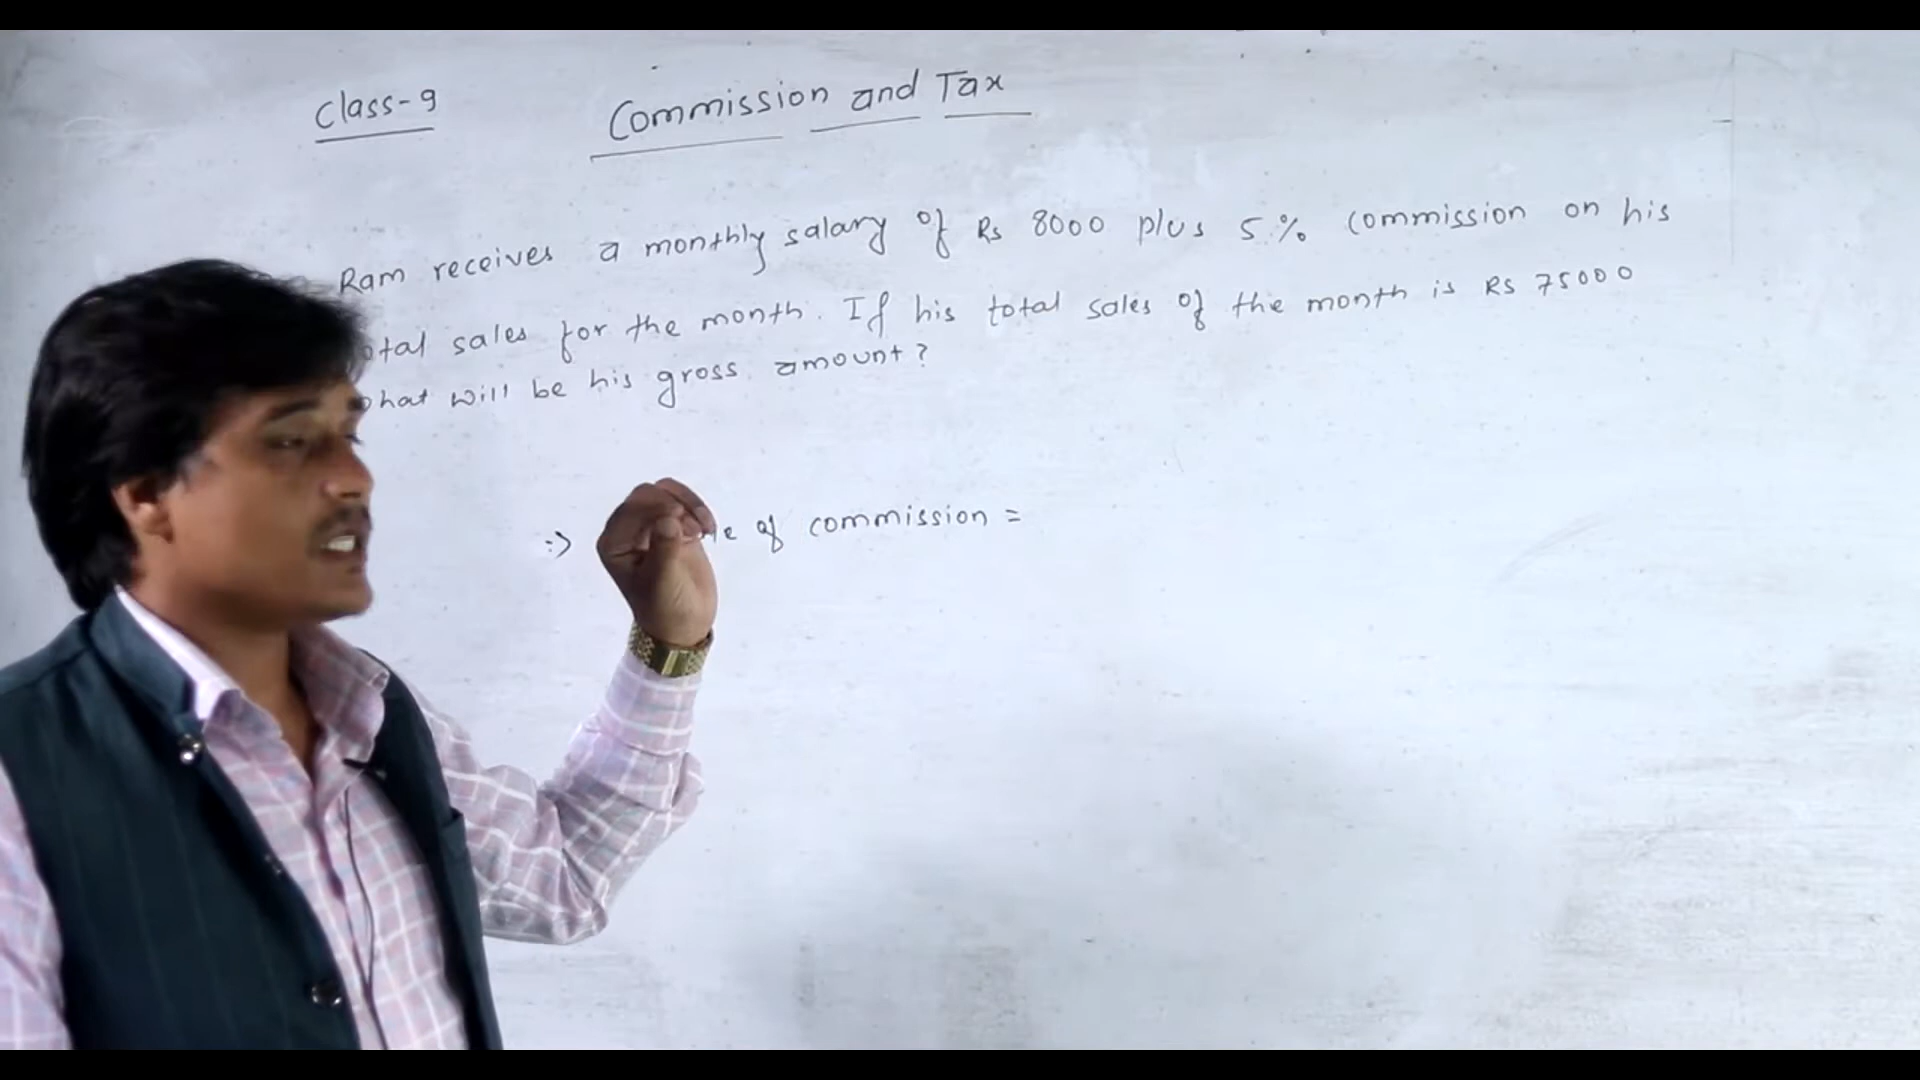 Class-9
Commission and Tax
Ram receives a monthly salary of Rs 8000 plus 5% commission on his
sales for the month. If his total sales of the month is Rs 75000
will be his gross amount?
:> of commission =